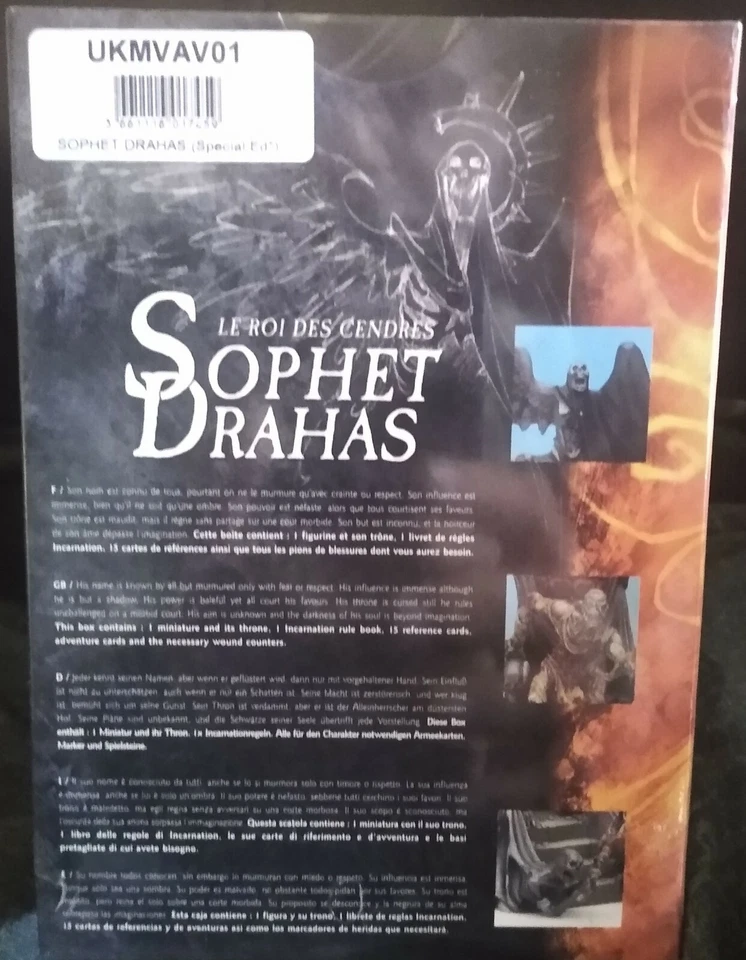 UKMVAV01
SOPHET DRAHAS (Special Ed°)
LE ROI DES CENDRES
SOPHET
DRAHAS
F / Son nom est connu de tous, pourtant on ne le murmure qu'avec crainte ou respect. Son influence est
immense, bien qu'il ne soit qu'une ombre. Son pouvoir est néfaste alors que tous courtisent ses faveurs.
Son trône est maudit, mais il règne sans partage sur une cour morbide. Son but est inconnu, et la noirceur
de son âme dépasse l'imagination. Cette boîte contient : 1 figurine et son trône, 1 livret de règles
Incarnation, 15 cartes de références ainsi que tous les pions de blessures dont vous aurez besoin.
GB / His name is known by all but murmured only with fear or respect. His influence is immense although
he is but a shadow. His power is baleful yet all court his favours. His throne is cursed still he rules
unchallenged on a morbid court. His aim is unknown and the darkness of his soul is beyond imagination.
This box contains : 1 miniature and its throne, 1 Incarnation rule book, 15 reference cards,
adventure cards and the necessary wound counters.
D / Jeder kennt seinen Namen, aber wenn er geflüstert wird, dann nur mit vorgehaltener Hand. Sein Einfluß
ist nicht zu unterschätzen, auch wenn er nur ein Schatten ist. Seine Macht ist zerstörerisch, und wer klug
ist, bemüht sich um seine Gunst. Sein Thron ist verdammt, aber er ist der Alleinherrscher am düstersten
Hof. Seine Pläne sind unbekannt, und die Schwärze seiner Seele übertrifft jede Vorstellung. Diese Box
enthält : 1 Miniatur und ihr Thron, 1x Incarnationregeln. Alle für den Charakter notwendigen Armeekarten,
Marker und Spielsteine.
I / Il suo nome è conosciuto da tutti, anche se lo si mormora solo con timore o rispetto. La sua influenza
è immensa, anche se lui è solo un'ombra. Il suo potere è nefasto, sebbene tutti cerchino i suoi favori. Il suo
trono è maledetto, ma egli regna senza avversari su una corte morbosa. Il suo scopo è sconosciuto, ma
l'oscurità della sua anima sorpassa l'immaginazione. Questa scatola contiene : 1 miniatura con il suo trono,
1 libro delle regole di Incarnation, le sue carte di riferimento e d'avventura e le basi
pretagliate di cui avete bisogno.
E / Su nombre todos conocen, sin embargo lo murmuran con miedo o respeto. Su influencia es inmensa,
aunque sólo sea una sombra. Su poder es malvado, no obstante todos pidan por sus favores. Su trono est
maldito, pero reina el solo sobre una corte morbida. Su proposito se desconoce y la negrura de su alma
las imaginaciones. Esta caja contiene : 1 figura y su trono, 1 librete de reglas Incarnation,
15 cartas de referencias y de aventuras asi como los marcadores de heridas que necesitará.